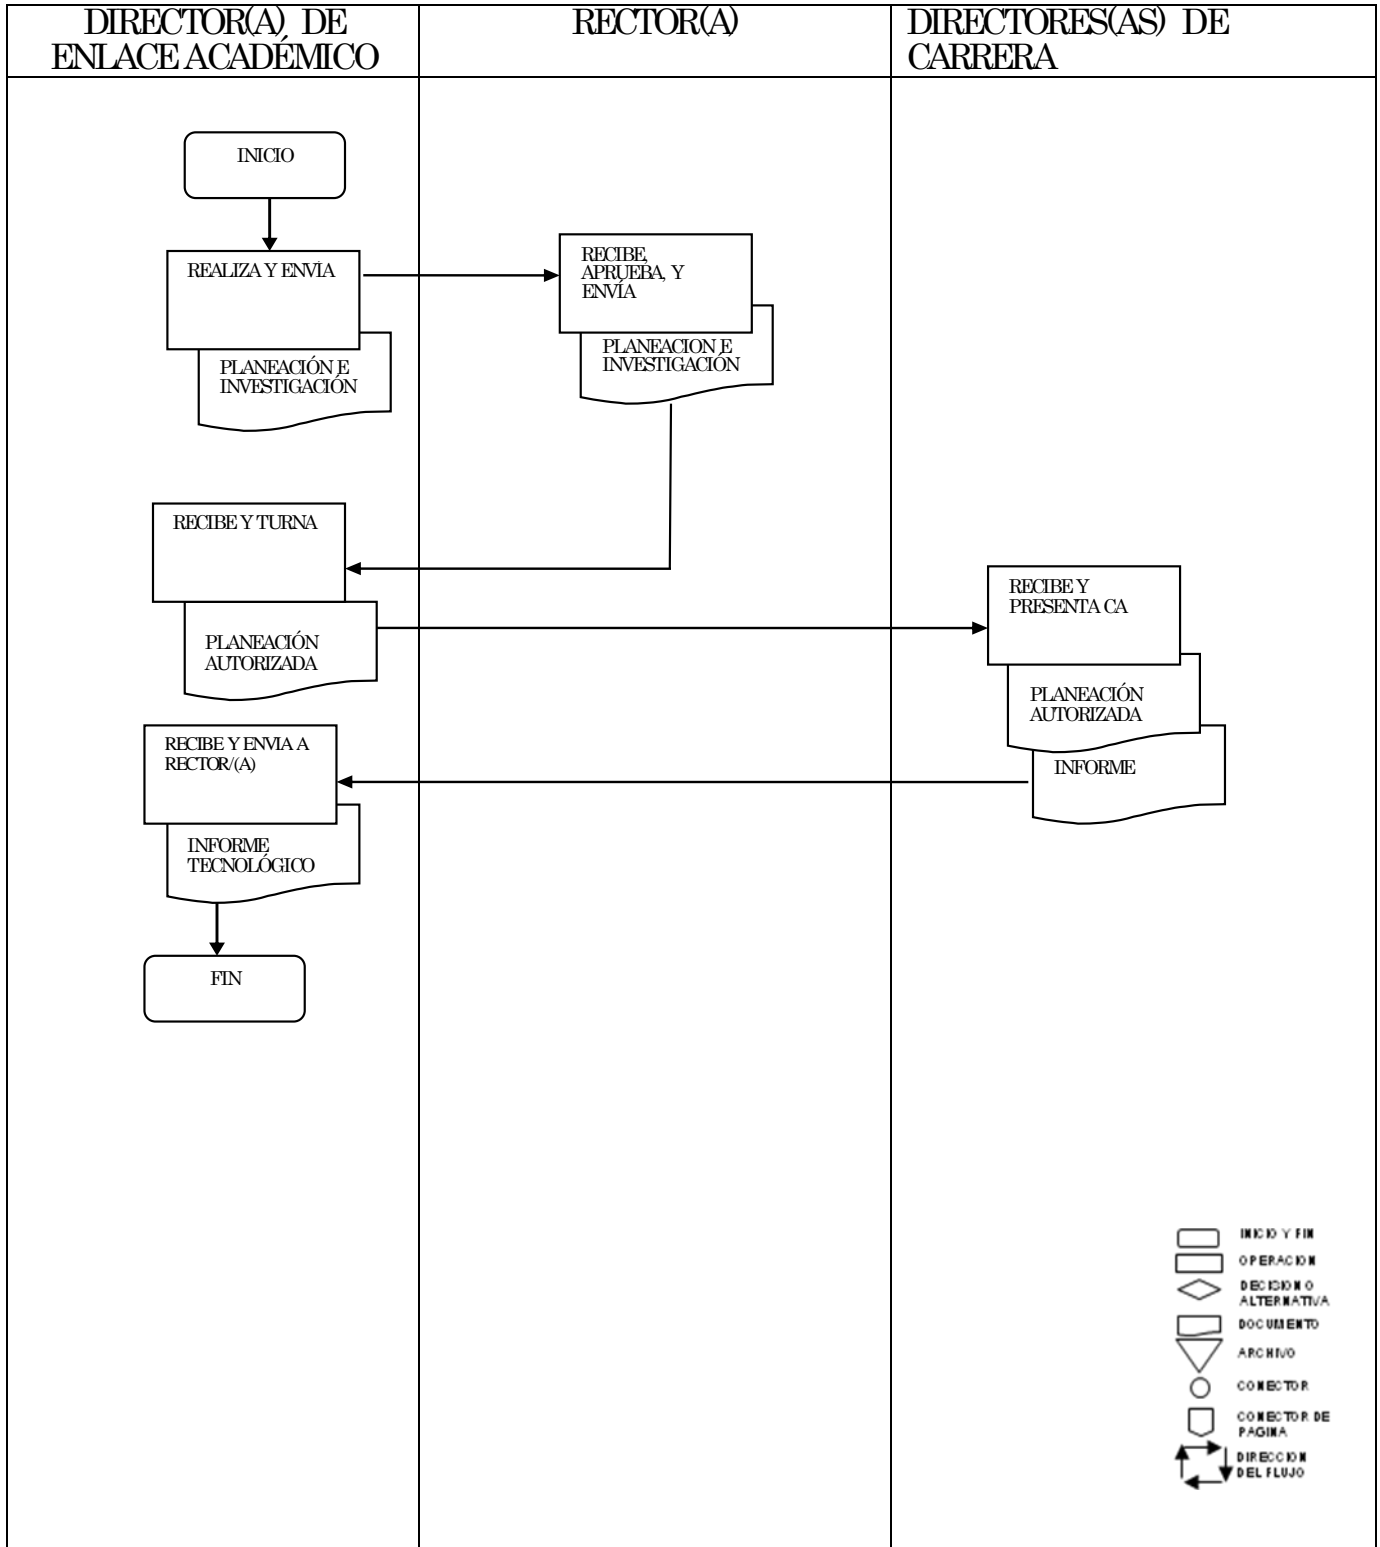 DIRECTOR(A) DE
ENLACE ACADÉMICO
RECTOR(A)
DIRECTORES(AS) DE
CARRERA
INICIO
REALIZA Y ENVÍA
PLANEACIÓN E
INVESTIGACIÓN
RECIBE,
APRUEBA, Y
ENVÍA
PLANEACION E
INVESTIGACIÓN
RECIBE Y TURNA
PLANEACIÓN
AUTORIZADA
RECIBE Y
PRESENTA CA
PLANEACIÓN
AUTORIZADA
INFORME
RECIBE Y ENVIA A
RECTOR/(A)
INFORME
TECNOLÓGICO
FIN
INICIO Y FIN
OPERACION
DECISION O
ALTERNATIVA
DOCUMENTO
ARCHIVO
CONECTOR
CONECTOR DE
PAGINA
DIRECCION
DEL FLUJO